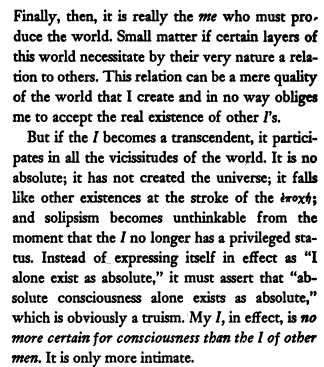 Finally, then, it is really the me who must pro-
duce the world. Small matter if certain layers of
this world necessitate by their very nature a rela-
tion to others. This relation can be a mere quality
of the world that I create and in no way obliges
me to accept the real existence of other I's.
But if the I becomes a transcendent, it partici-
pates in all the vicissitudes of the world. It is no
absolute; it has not created the universe; it falls
like other existences at the stroke of the ἐποχή;
and solipsism becomes unthinkable from the
moment that the I no longer has a privileged sta-
tus. Instead of expressing itself in effect as "I
alone exist as absolute," it must assert that "ab-
solute consciousness alone exists as absolute,"
which is obviously a truism. My I, in effect, is no
more certain for consciousness than the I of other
men. It is only more intimate.